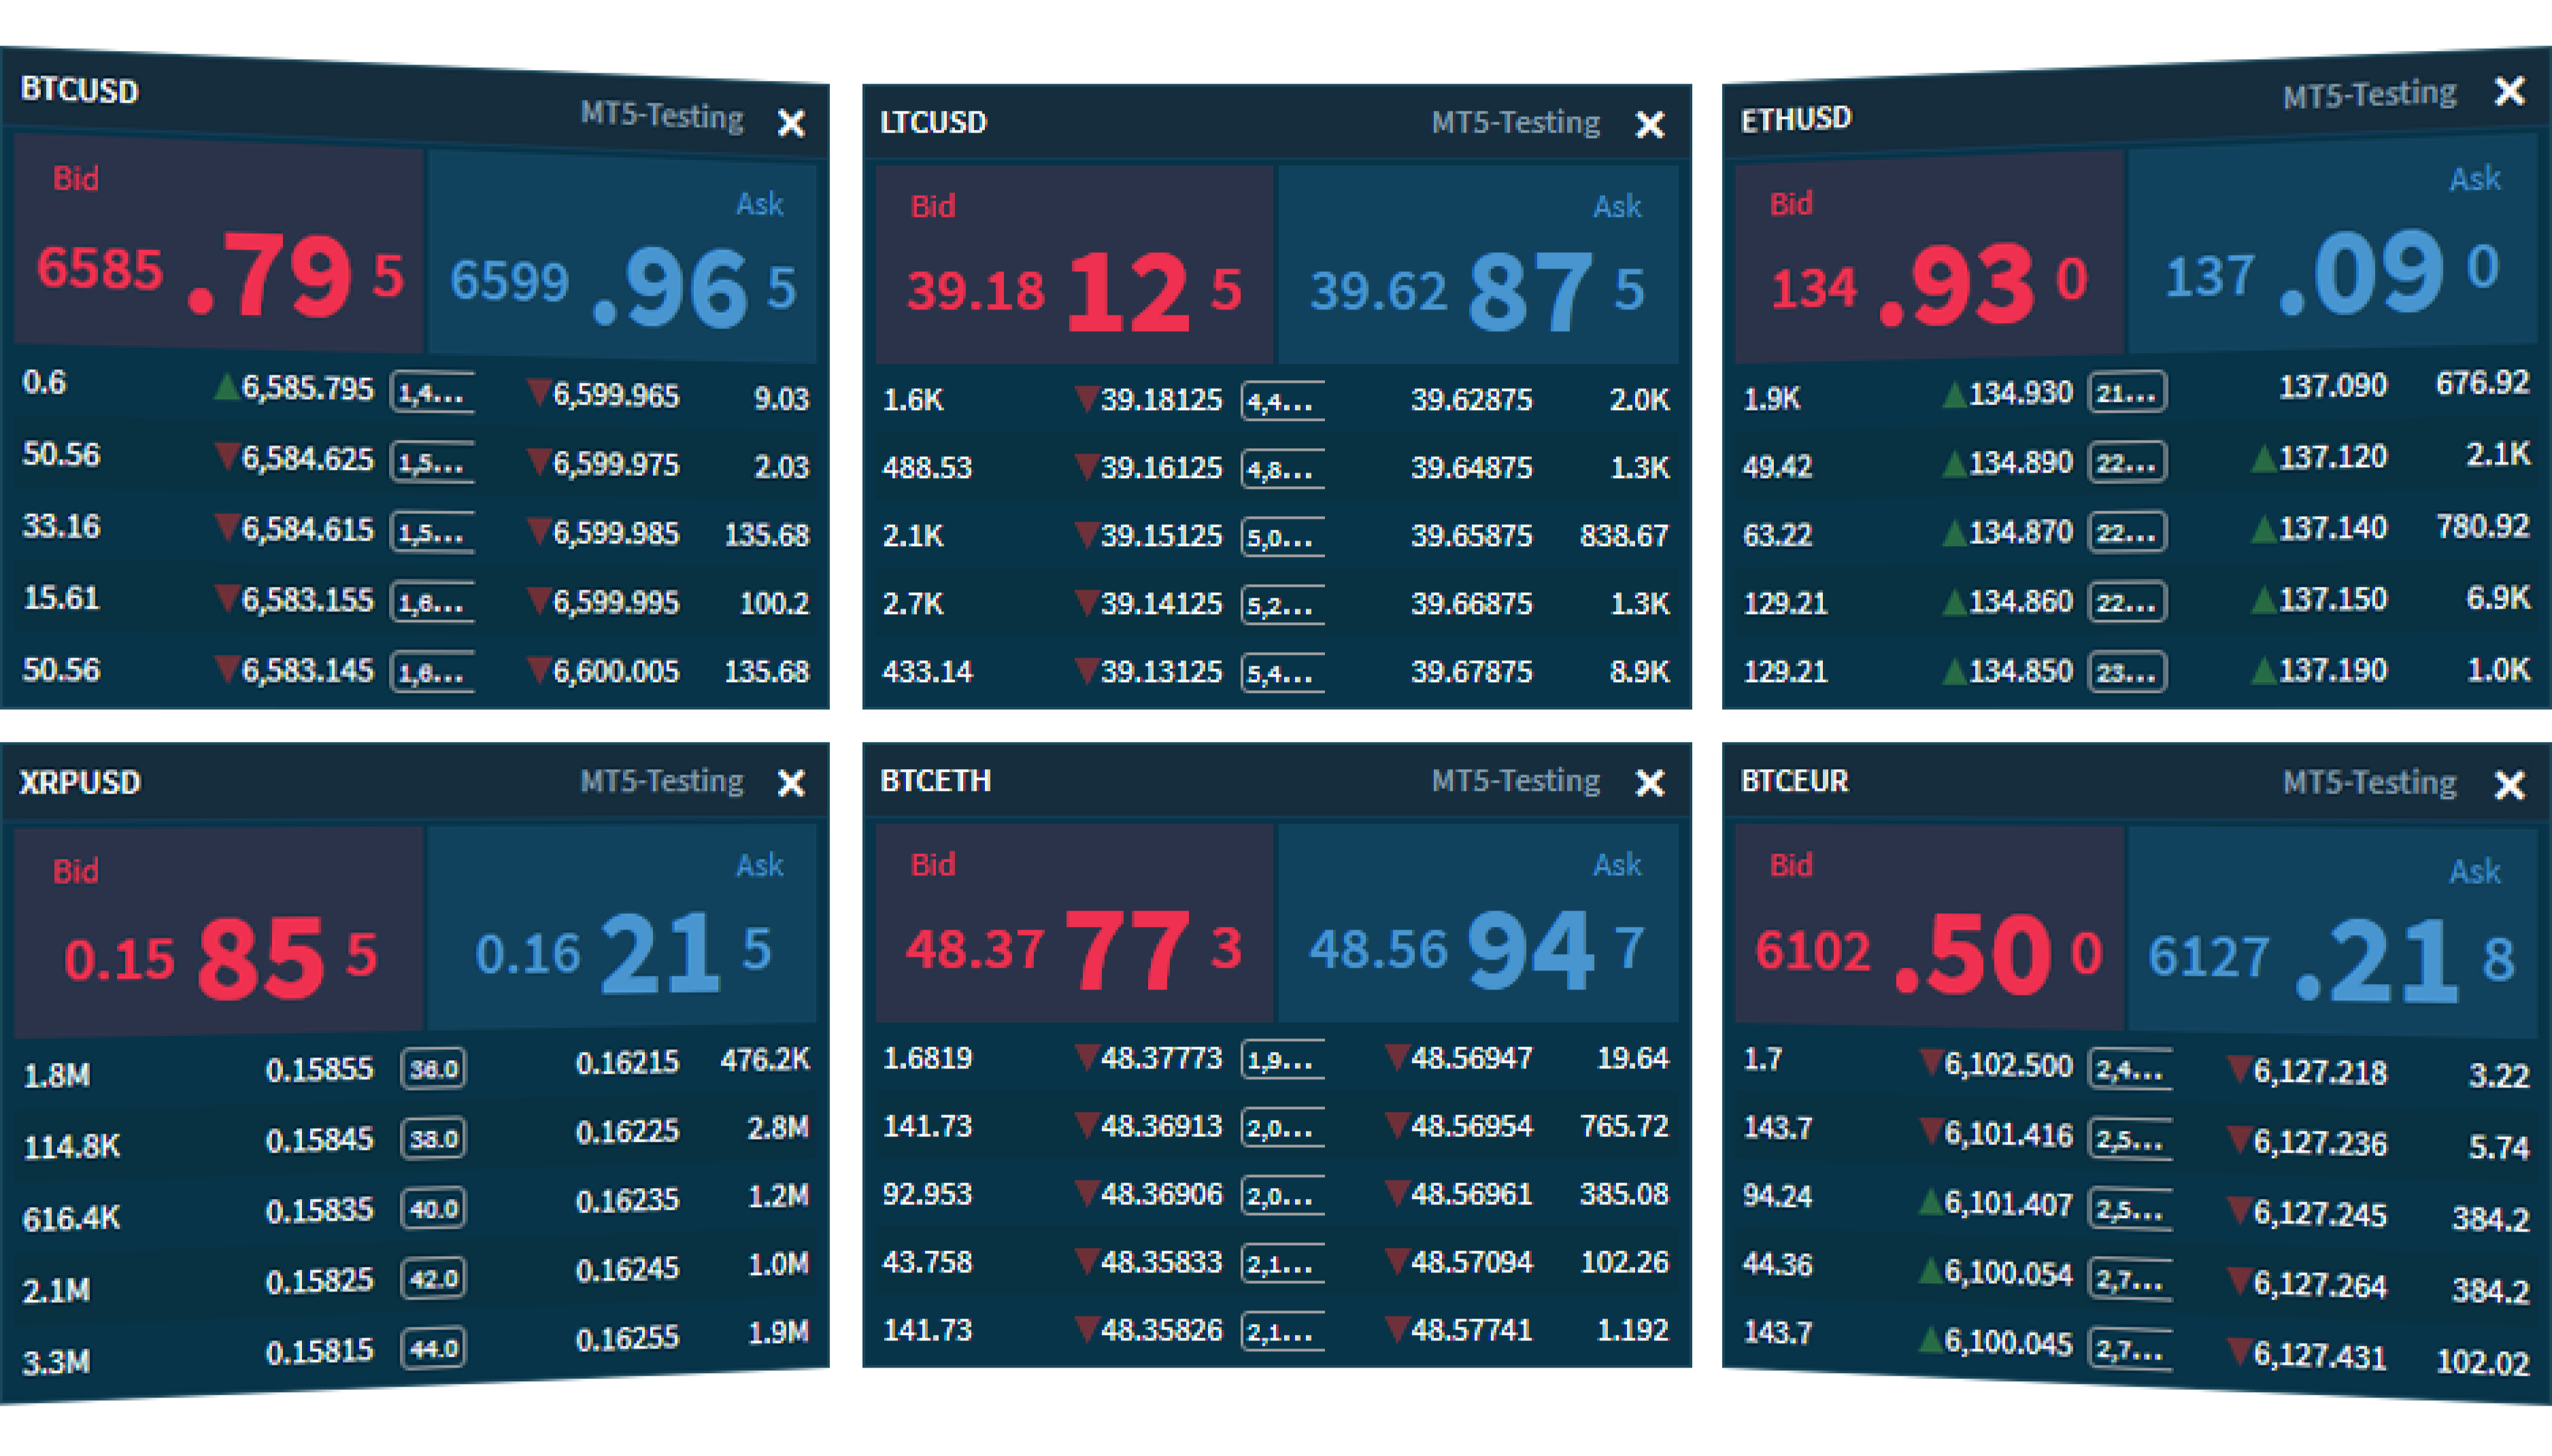 BTCUSD MT5-Testing
Bid Ask
6585 .79 5 6599 .96 5
0.6 6,585.795 1,4... 6,599.965 9.03
50.56 6,584.625 1,5... 6,599.975 2.03
33.16 6,584.615 1,5... 6,599.985 135.68
15.61 6,583.155 1,6... 6,599.995 100.2
50.56 6,583.145 1,6... 6,600.005 135.68
LTCUSD MT5-Testing
Bid Ask
39.18 12 5 39.62 87 5
1.6K 39.18125 4,4... 39.62875 2.0K
488.53 39.16125 4,8... 39.64875 1.3K
2.1K 39.15125 5,0... 39.65875 838.67
2.7K 39.14125 5,2... 39.66875 1.3K
433.14 39.13125 5,4... 39.67875 8.9K
ETHUSD MT5-Testing
Bid Ask
134 .93 0 137 .09 0
1.9K 134.930 21... 137.090 676.92
49.42 134.890 22... 137.120 2.1K
63.22 134.870 22... 137.140 780.92
129.21 134.860 22... 137.150 6.9K
129.21 134.850 23... 137.190 1.0K
XRPUSD MT5-Testing
Bid Ask
0.15 85 5 0.16 21 5
1.8M 0.15855 36.0 0.16215 476.2K
114.8K 0.15845 38.0 0.16225 2.8M
616.4K 0.15835 40.0 0.16235 1.2M
2.1M 0.15825 42.0 0.16245 1.0M
3.3M 0.15815 44.0 0.16255 1.9M
BTCETH MT5-Testing
Bid Ask
48.37 77 3 48.56 94 7
1.6819 48.37773 1,9... 48.56947 19.64
141.73 48.36913 2,0... 48.56954 765.72
92.953 48.36906 2,0... 48.56961 385.08
43.758 48.35833 2,1... 48.57094 102.26
141.73 48.35826 2,1... 48.57741 1.192
BTCEUR MT5-Testing
Bid Ask
6102 .50 0 6127 .21 8
1.7 6,102.500 2,4... 6,127.218 3.22
143.7 6,101.416 2,5... 6,127.236 5.74
94.24 6,101.407 2,5... 6,127.245 384.2
44.36 6,100.054 2,7... 6,127.264 384.2
143.7 6,100.045 2,7... 6,127.431 102.02